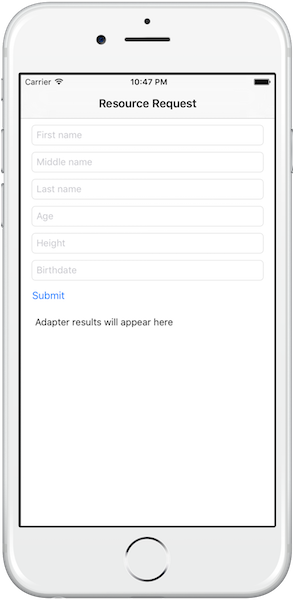 Carrier 10:47 PM
Resource Request
First name
Middle name
Last name
Age
Height
Birthdate
Submit
Adapter results will appear here